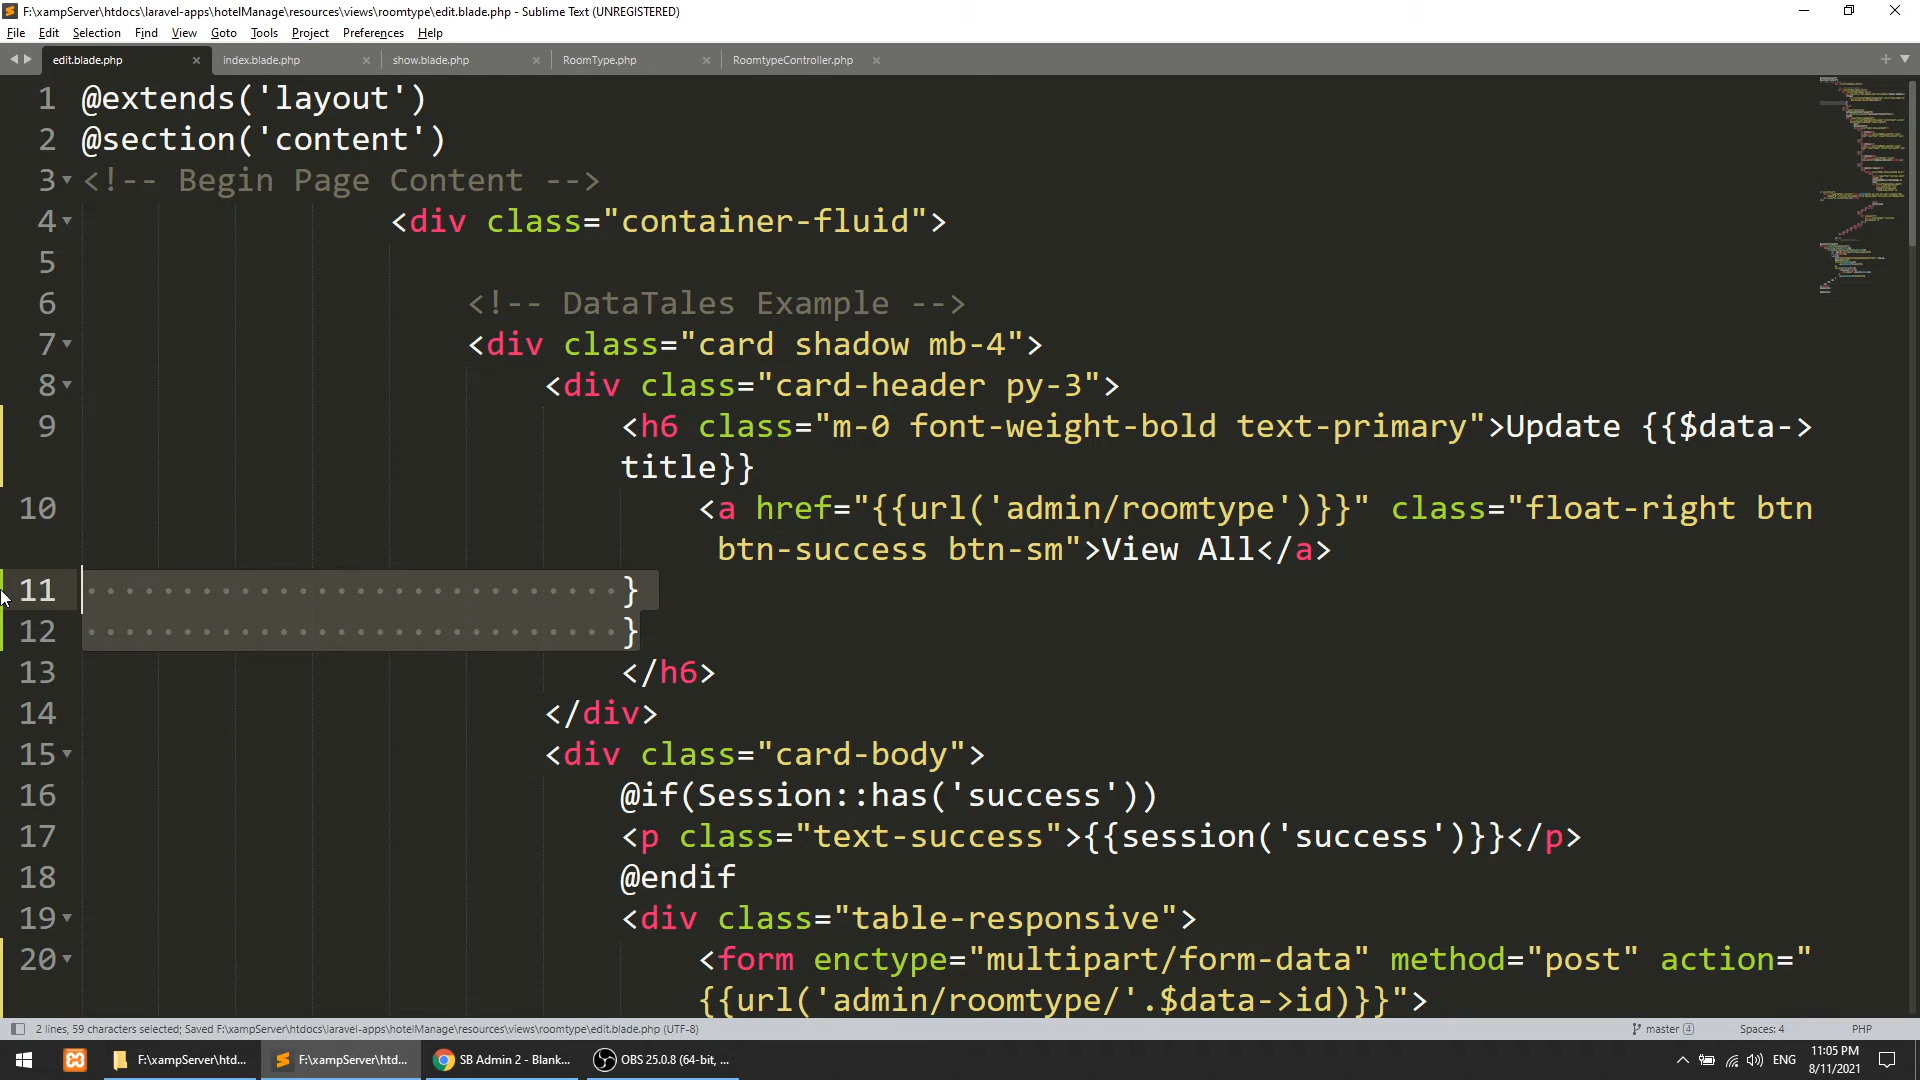 F:\xampServer\htdocs\laravel-apps\hotelManage\resources\views\roomtype\edit.blade.php - Sublime Text (UNREGISTERED)
File Edit Selection Find View Goto Tools Project Preferences Help
edit.blade.php × index.blade.php × show.blade.php × RoomType.php × RoomtypeController.php ×
1 @extends('layout')
2 @section('content')
3 <!-- Begin Page Content -->
4 <div class="container-fluid">
5
6 <!-- DataTales Example -->
7 <div class="card shadow mb-4">
8 <div class="card-header py-3">
9 <h6 class="m-0 font-weight-bold text-primary">Update {{$data->
title}}
10 <a href="{{url('admin/roomtype')}}" class="float-right btn
btn-success btn-sm">View All</a>
11 }
12 }
13 </h6>
14 </div>
15 <div class="card-body">
16 @if(Session::has('success'))
17 <p class="text-success">{{session('success')}}</p>
18 @endif
19 <div class="table-responsive">
20 <form enctype="multipart/form-data" method="post" action="
{{url('admin/roomtype/'.$data->id)}}">
2 lines, 59 characters selected; Saved F:\xampServer\htdocs\laravel-apps\hotelManage\resources\views\roomtype\edit.blade.php (UTF-8) master 4 Spaces: 4 PHP
F:\xampServer\htd... F:\xampServer\htd... SB Admin 2 - Blank... OBS 25.0.8 (64-bit, ... ENG 11:05 PM
8/11/2021